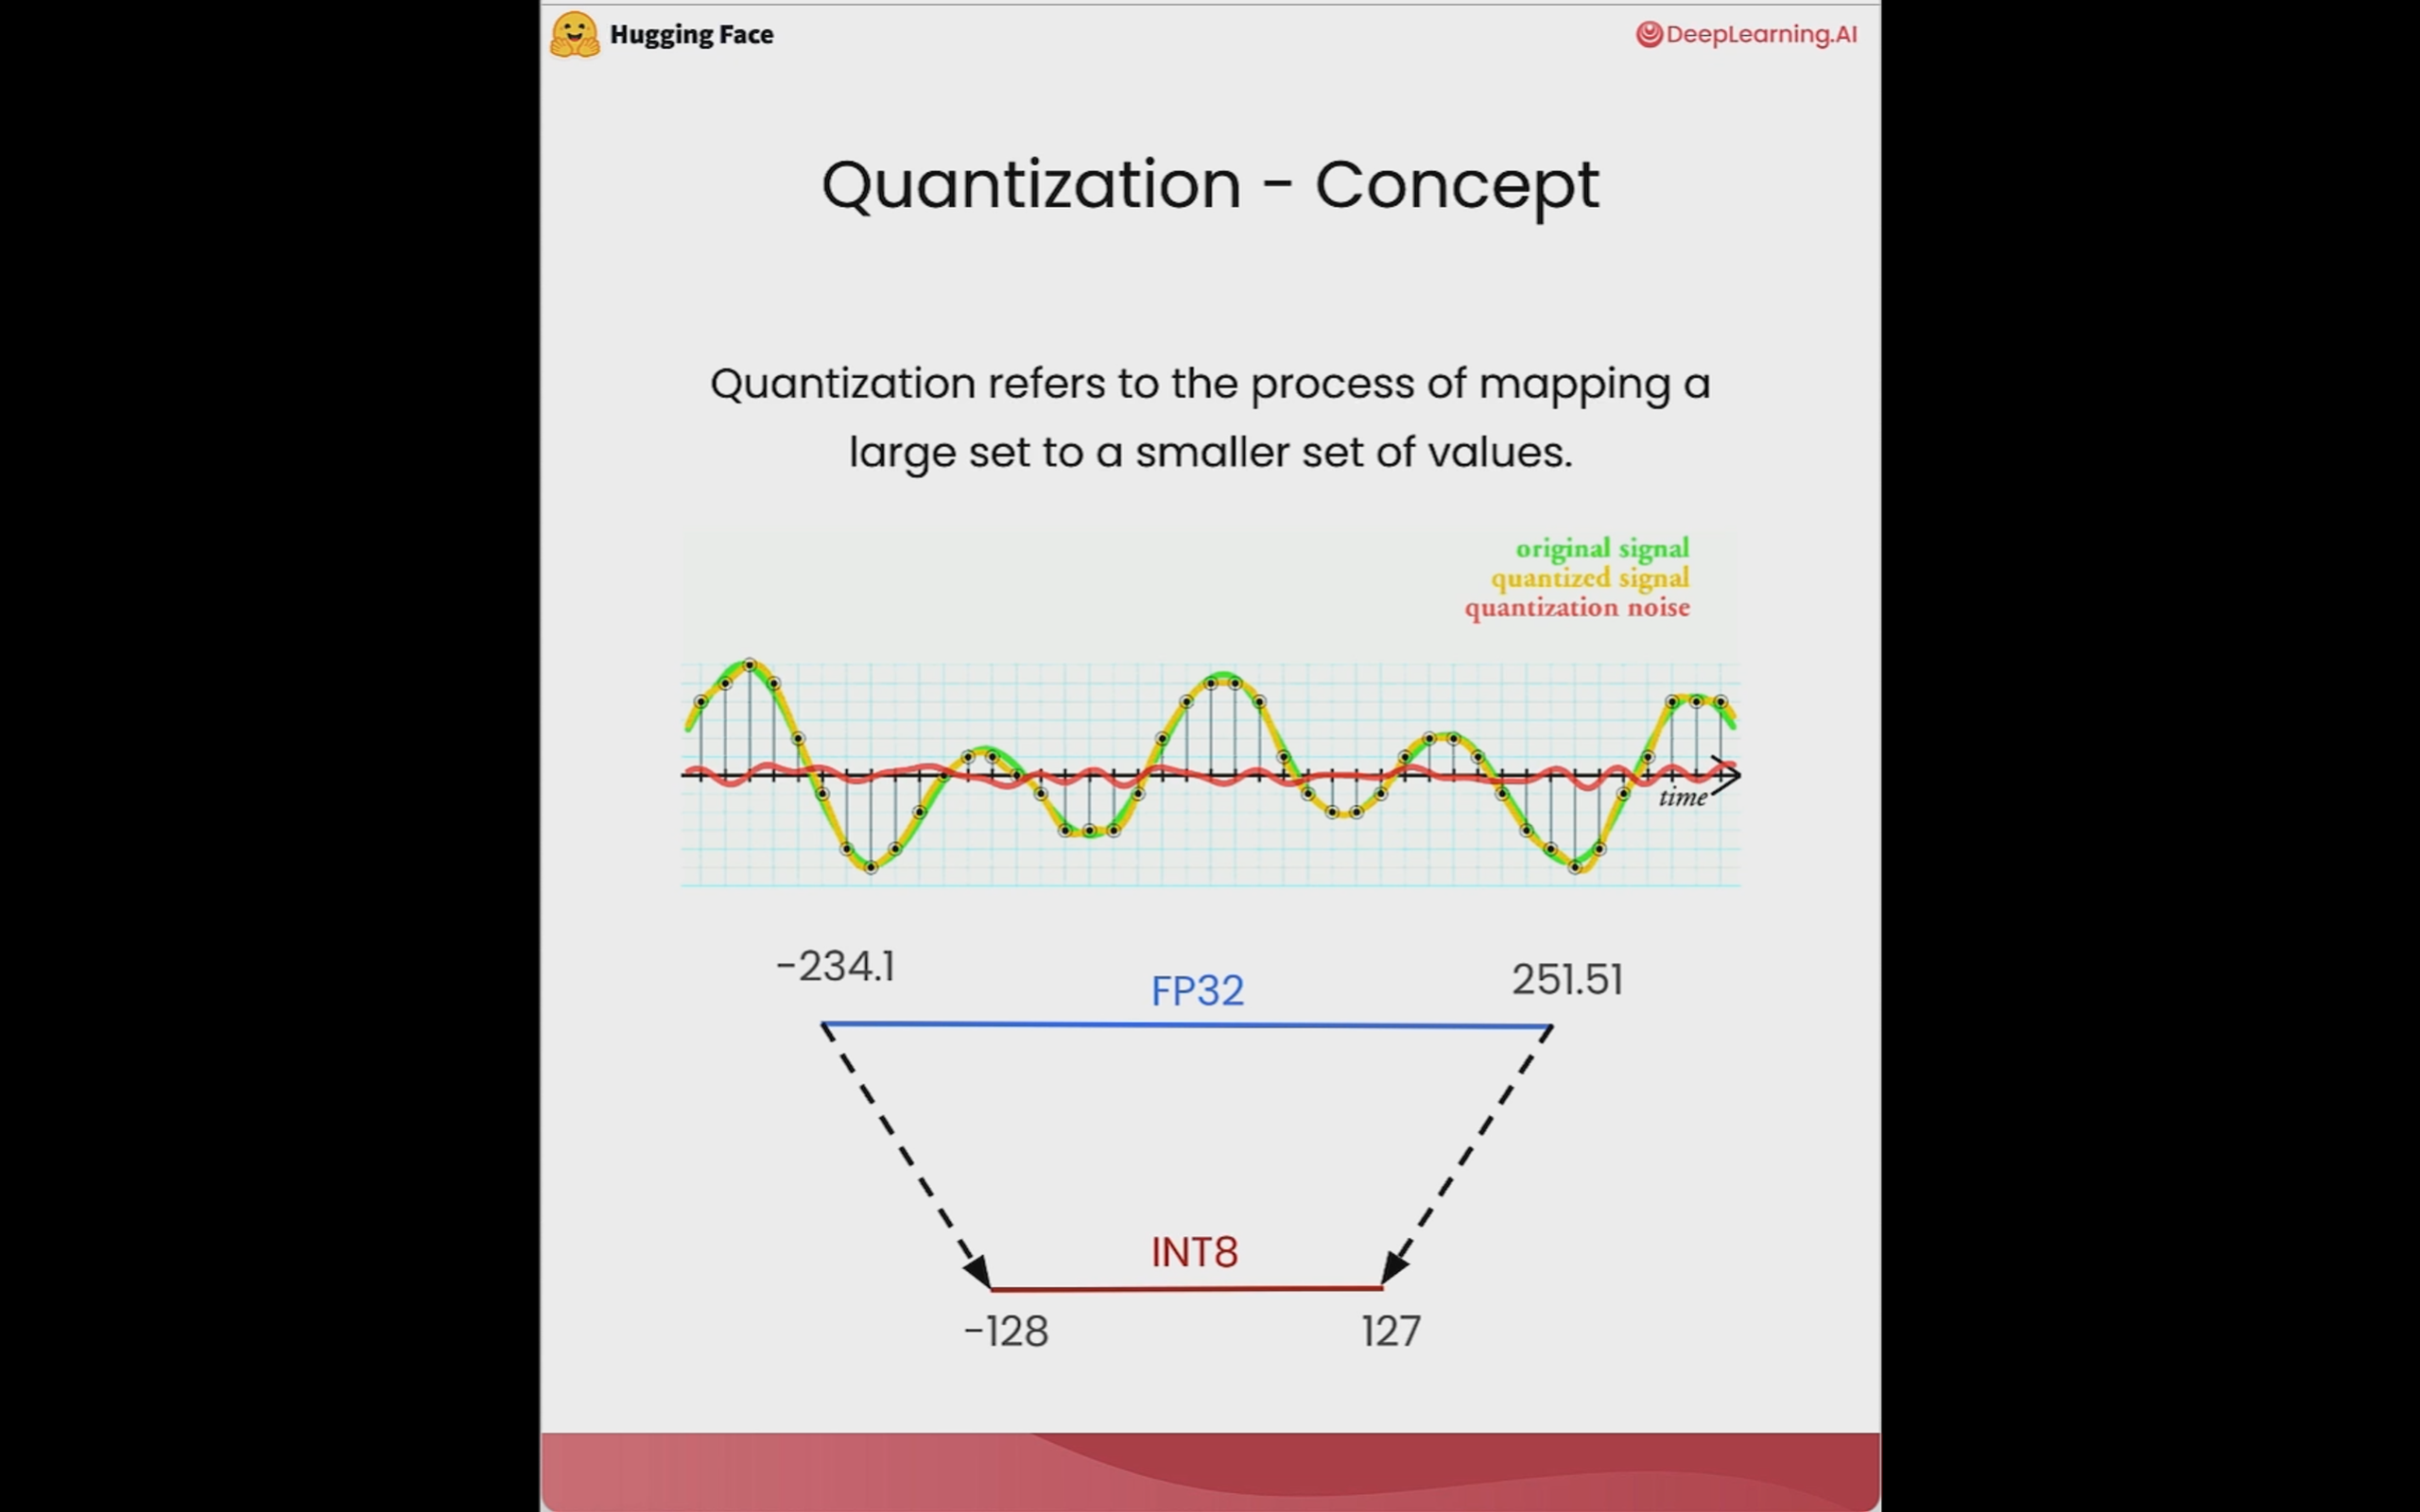 Hugging Face
DeepLearning.AI
Quantization - Concept
Quantization refers to the process of mapping a
large set to a smaller set of values.
original signal
quantized signal
quantization noise
time
-234.1
FP32
251.51
INT8
-128
127